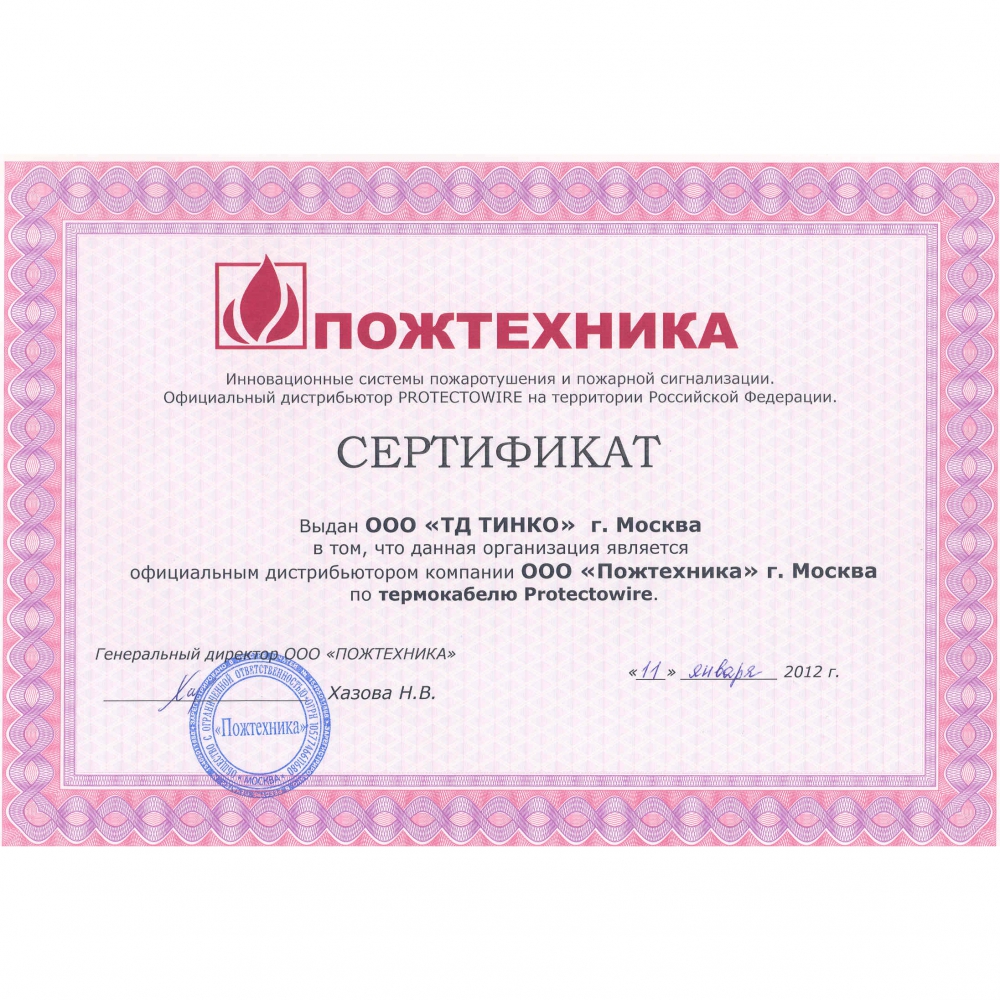 ПОЖТЕХНИКА
Инновационные системы пожаротушения и пожарной сигнализации.
Официальный дистрибьютор PROTECTOWIRE на территории Российской Федерации.
СЕРТИФИКАТ
Выдан ООО «ТД ТИНКО» г. Москва
в том, что данная организация является
официальным дистрибьютором компании ООО «Пожтехника» г. Москва
по термокабелю Protectowire.
Генеральный директор ООО «ПОЖТЕХНИКА»
«11» января 2012 г.
Хазова Н.В.
ОБЩЕСТВО С ОГРАНИЧЕННОЙ ОТВЕТСТВЕННОСТЬЮ
«Пожтехника»
МОСКВА